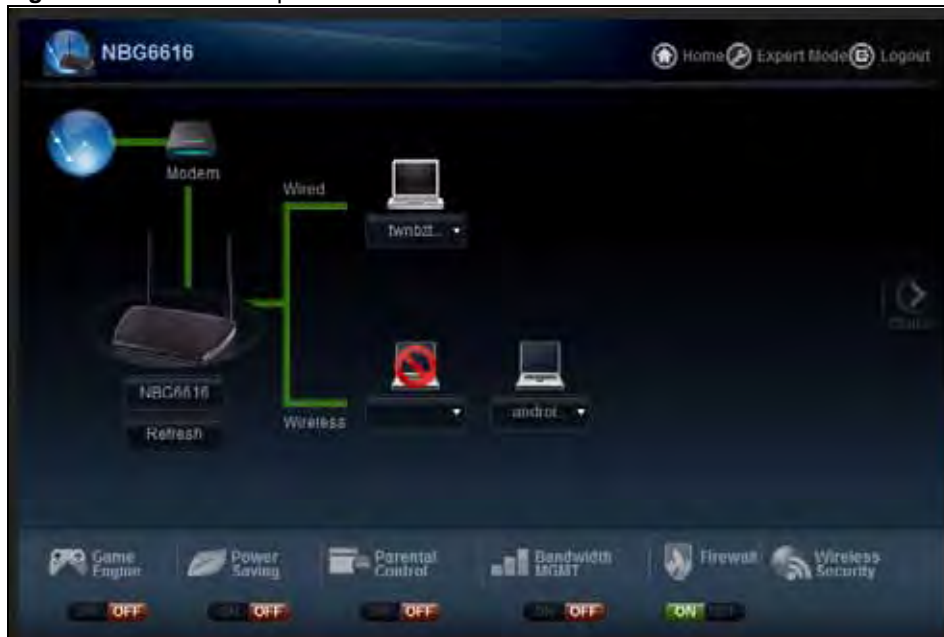 NBG6616
Home Expert Mode Logout
Modem
Wired
NBG6616
Refresh
Wireless
androi..
Game Engine
Power Saving
Parental Control
Bandwidth MGMT
Firewall
Wireless Security
OFF
OFF
OFF
ON OFF
ON